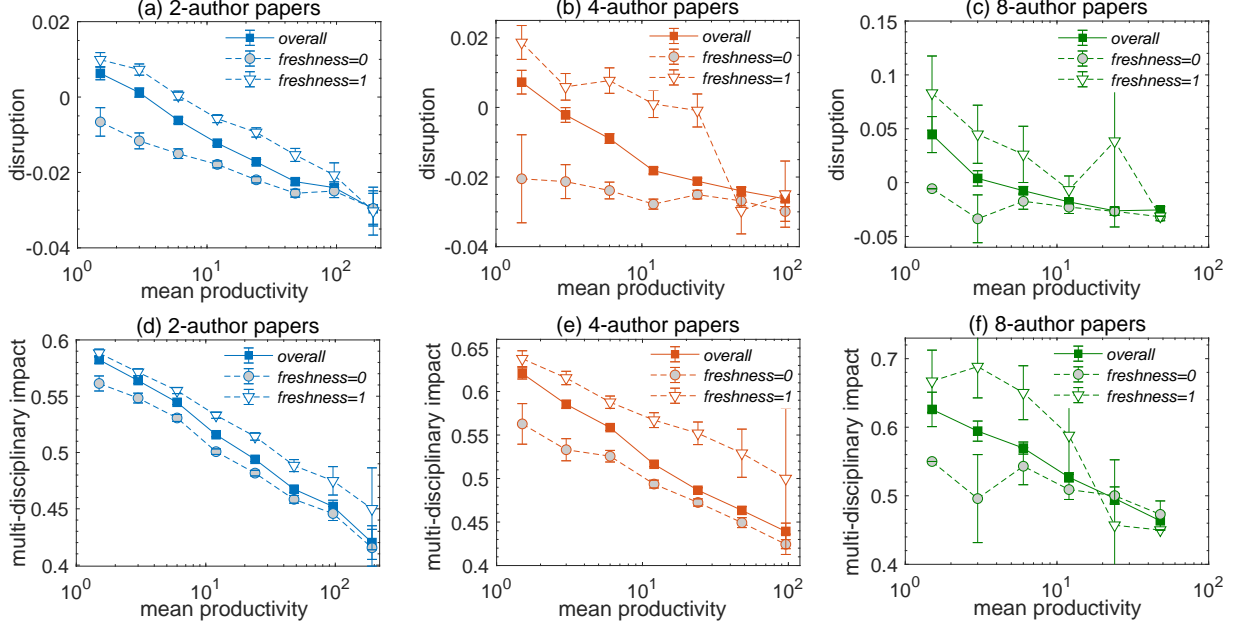 (a) 2-author papers
0.02
0
-0.02
-0.04
disruption
overall
freshness=0
freshness=1
10^0
10^1
10^2
mean productivity
(b) 4-author papers
0.02
0
-0.02
-0.04
disruption
overall
freshness=0
freshness=1
10^0
10^1
10^2
mean productivity
(c) 8-author papers
0.15
0.1
0.05
0
-0.05
disruption
overall
freshness=0
freshness=1
10^0
10^1
10^2
mean productivity
(d) 2-author papers
0.6
0.55
0.5
0.45
0.4
multi-disciplinary impact
overall
freshness=0
freshness=1
10^0
10^1
10^2
mean productivity
(e) 4-author papers
0.65
0.6
0.55
0.5
0.45
0.4
multi-disciplinary impact
overall
freshness=0
freshness=1
10^0
10^1
10^2
mean productivity
(f) 8-author papers
0.7
0.6
0.5
0.4
multi-disciplinary impact
overall
freshness=0
freshness=1
10^0
10^1
10^2
mean productivity